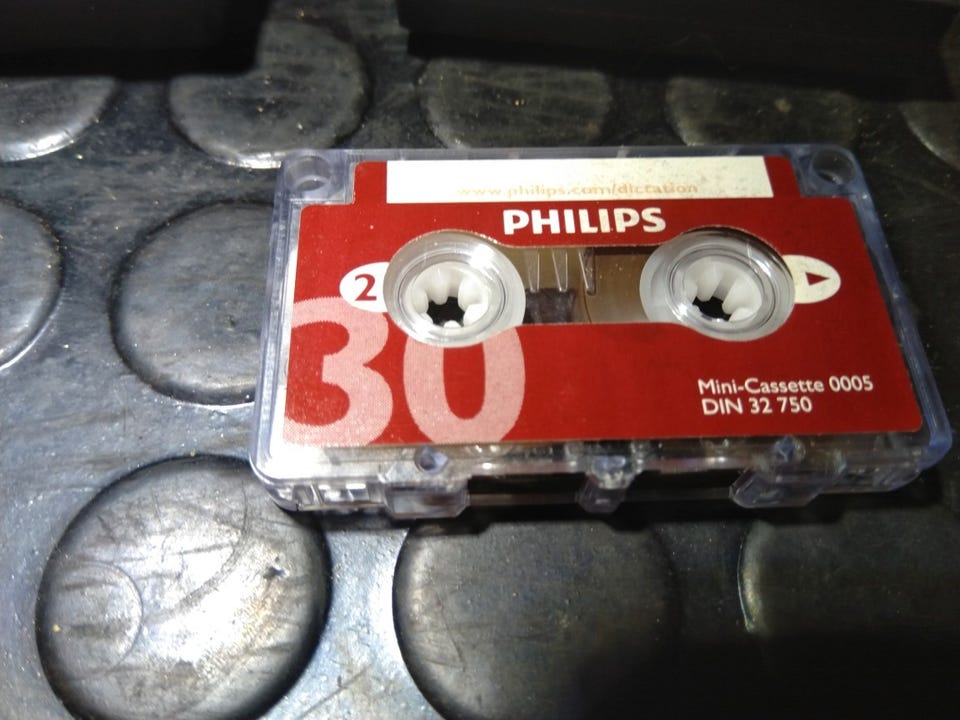 www.philips.com/dictation
PHILIPS
2
30
Mini-Cassette 0005
DIN 32 750